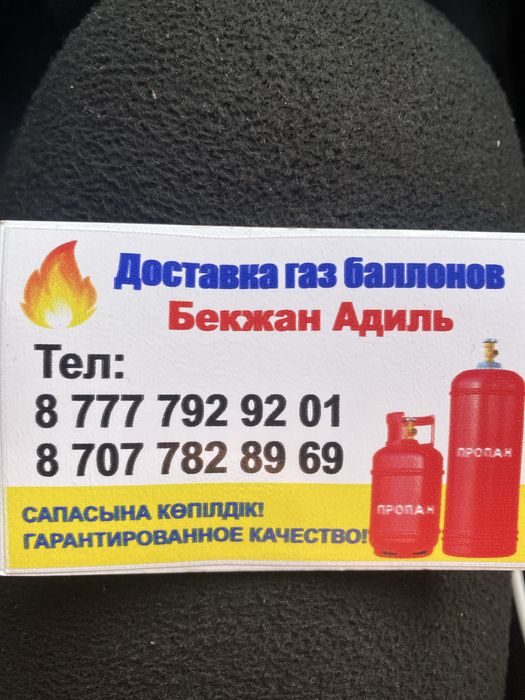 Доставка газ баллонов
Бекжан Адиль
Тел:
8 777 792 92 01
8 707 782 89 69
САПАСЫНА КӨПІЛДІК!
ГАРАНТИРОВАННОЕ КАЧЕСТВО!
ПРОПАН
ПРОПАН